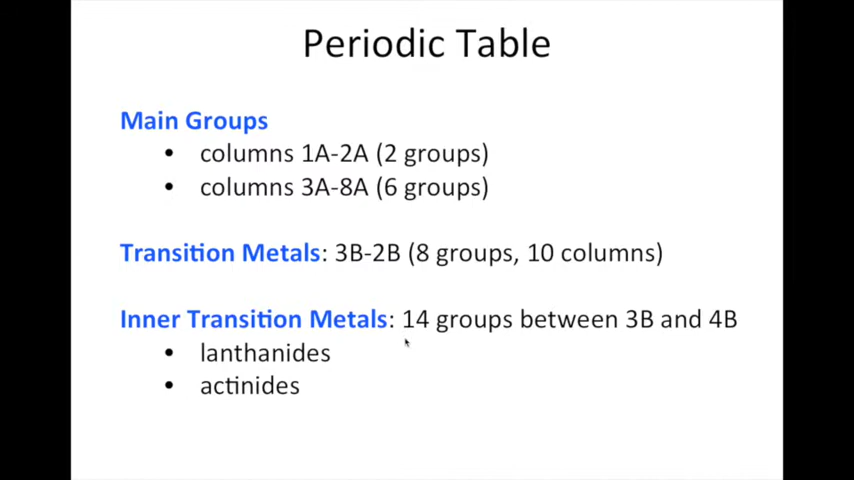 Periodic Table
Main Groups
• columns 1A-2A (2 groups)
• columns 3A-8A (6 groups)
Transition Metals: 3B-2B (8 groups, 10 columns)
Inner Transition Metals: 14 groups between 3B and 4B
• lanthanides
• actinides